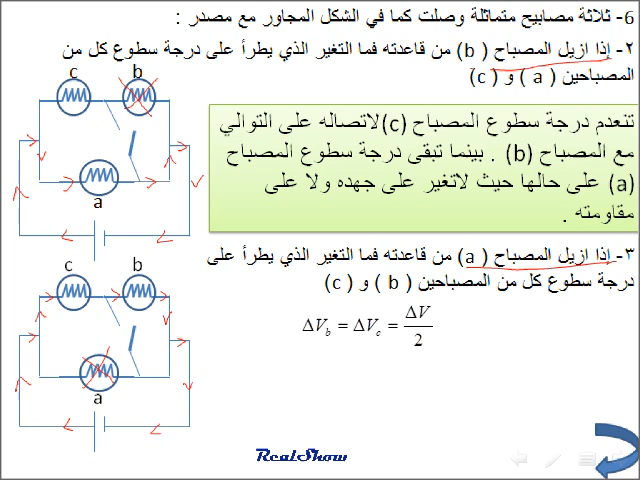 6- ثلاثة مصابيح متماثلة وصلت كما في الشكل المجاور مع مصدر :
٢- إذا ازيل المصباح ( b) من قاعدته فما التغير الذي يطرأ على درجة سطوع كل من
المصباحين ( a ) و ( c)
c
b
a
تنعدم درجة سطوع المصباح (c)لاتصاله على التوالي
مع المصباح (b) . بينما تبقى درجة سطوع المصباح
(a) على حالها حيث لاتغير على جهده ولا على
مقاومته .
٣- إذا ازيل المصباح ( a) من قاعدته فما التغير الذي يطرأ على
درجة سطوع كل من المصباحين ( b ) و ( c)
c
b
a
ΔV_b = ΔV_c = ΔV/2
RealShow